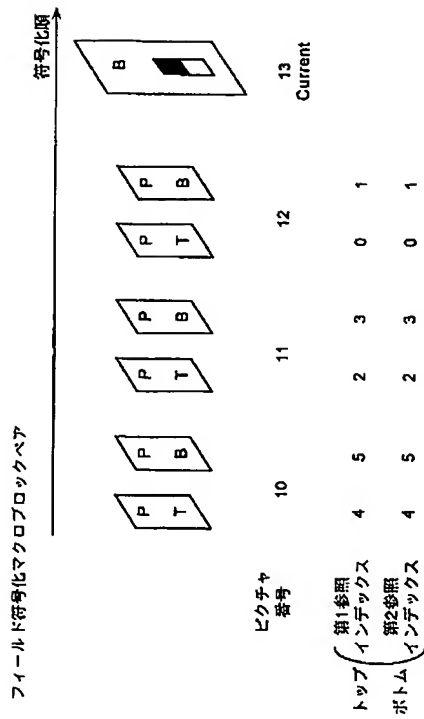 フィールド符号化マクロブロックペア
符号化順
P P P P P P B
T B T B T B
ピクチャ
番号
10 11 12 13
Current
トップ
第1参照
インデックス 4 5 2 3 0 1
ボトム
第2参照
インデックス 4 5 2 3 0 1